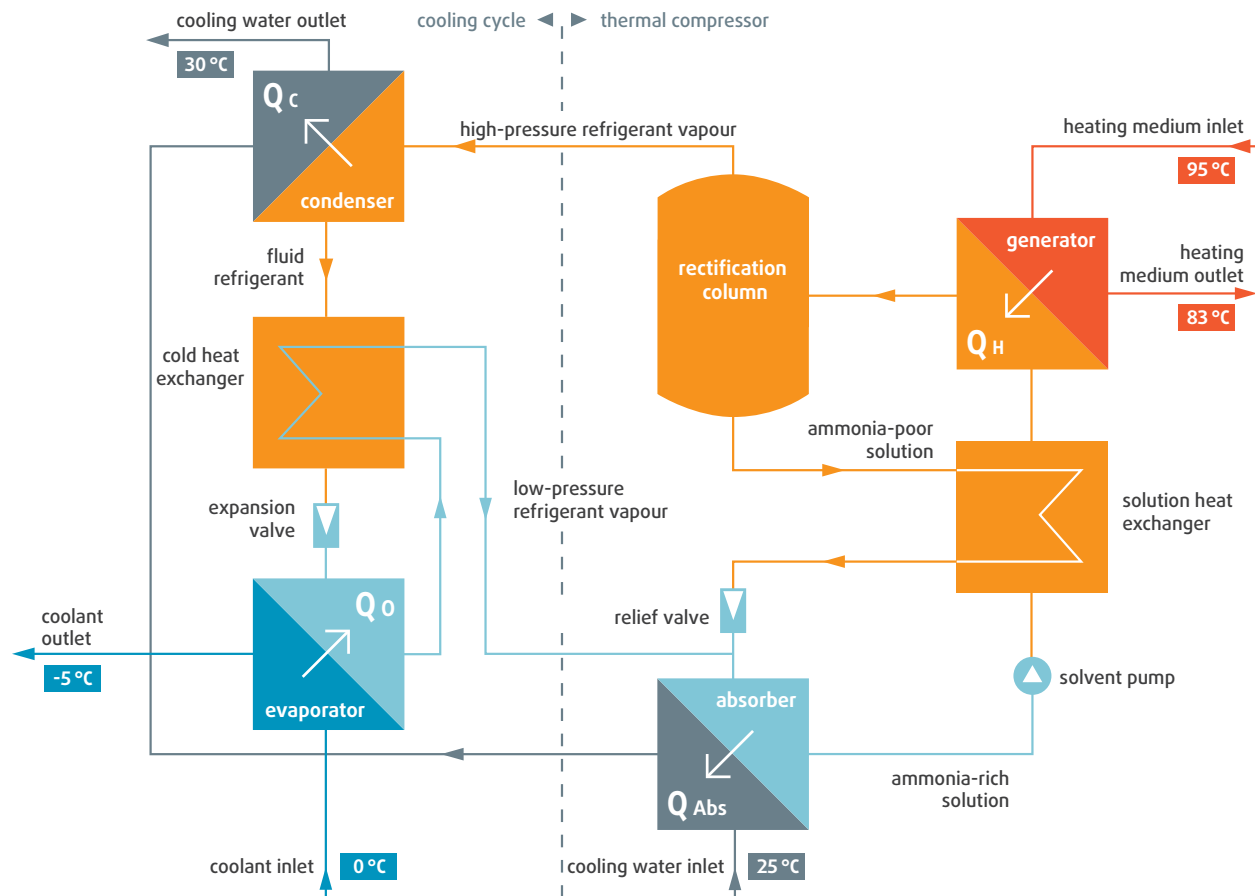 cooling water outlet
30 °C
cooling cycle
thermal compressor
Q C
condenser
high-pressure refrigerant vapour
heating medium inlet
95 °C
generator
Q H
heating
medium outlet
83 °C
rectification
column
fluid
refrigerant
cold heat
exchanger
ammonia-poor
solution
low-pressure
refrigerant vapour
solution heat
exchanger
expansion
valve
Q O
evaporator
coolant
outlet
-5 °C
relief valve
absorber
Q Abs
solvent pump
ammonia-rich
solution
coolant inlet
0 °C
cooling water inlet
25 °C